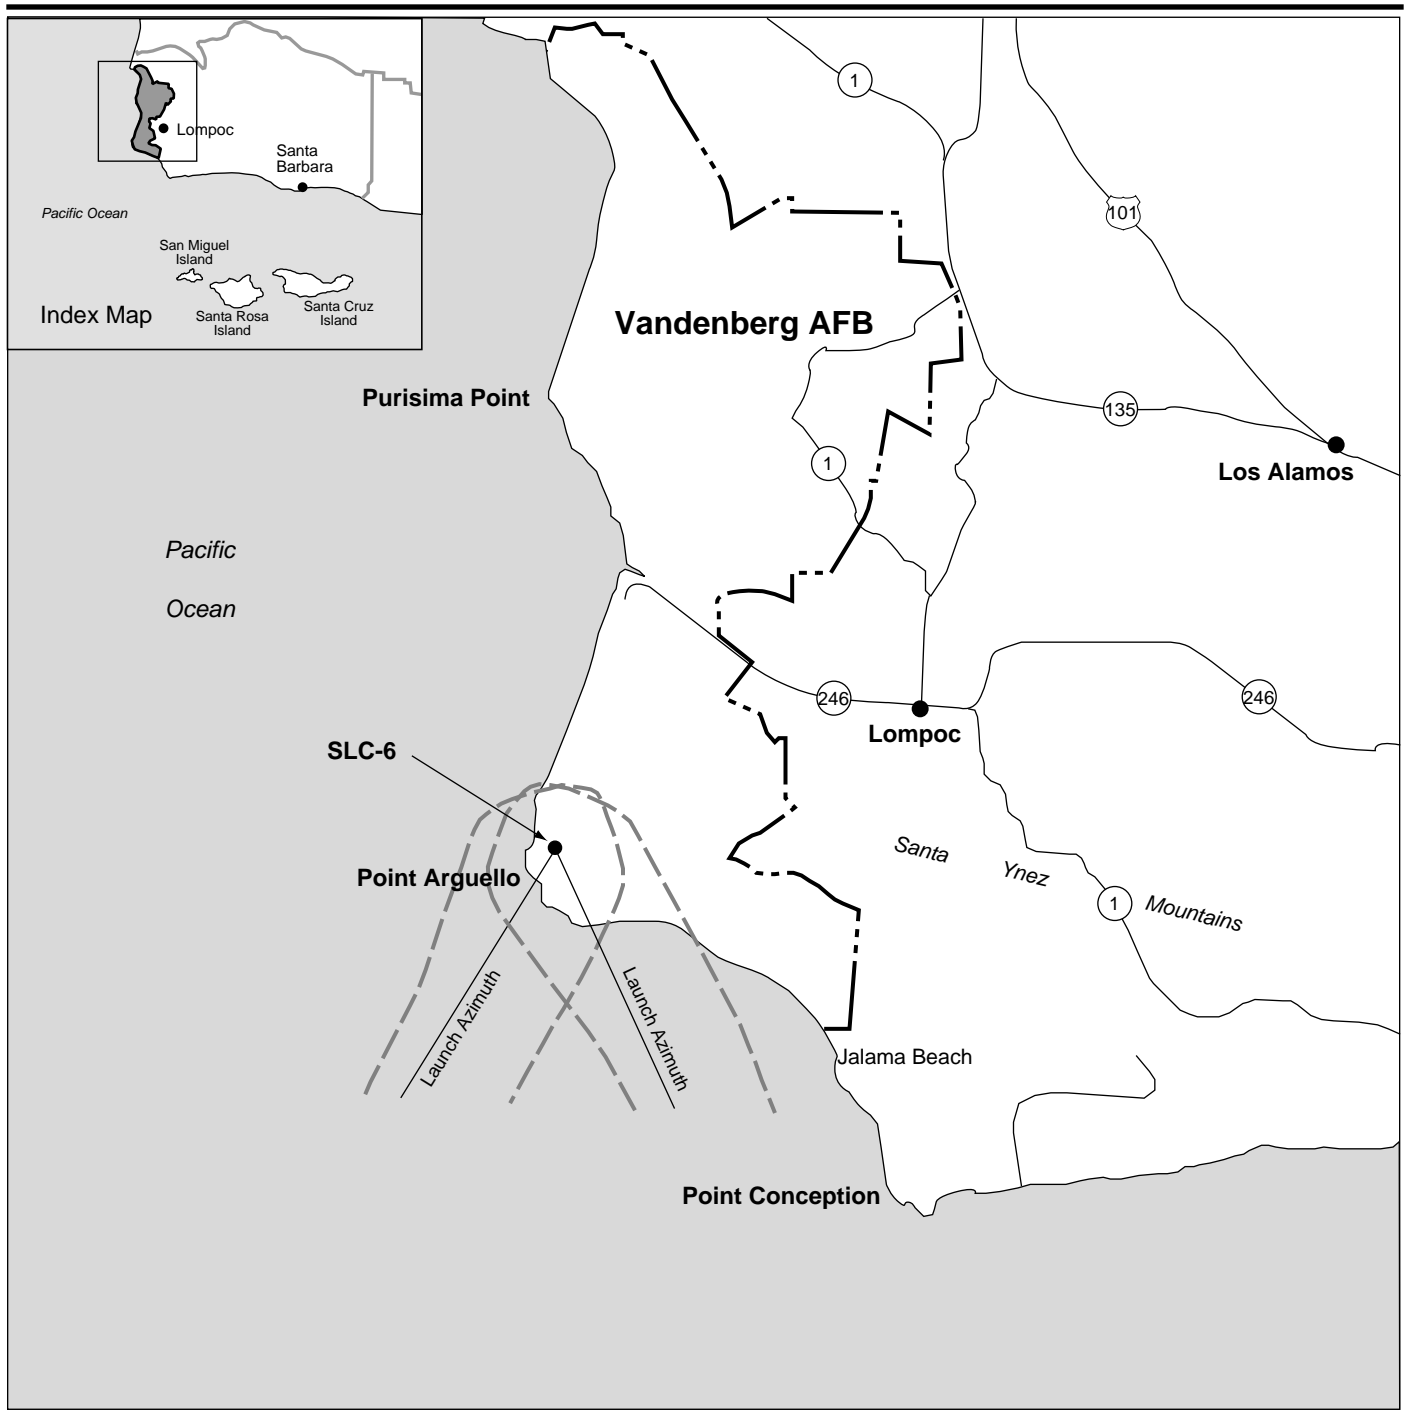 Lompoc
Santa
Barbara
Pacific Ocean
San Miguel
Island
Santa Rosa
Island
Santa Cruz
Island
Index Map
1
101
Vandenberg AFB
Purisima Point
135
1
Los Alamos
Pacific
Ocean
246
246
Lompoc
SLC-6
Santa Ynez Mountains
Point Arguello
1
Launch Azimuth
Launch Azimuth
Jalama Beach
Point Conception